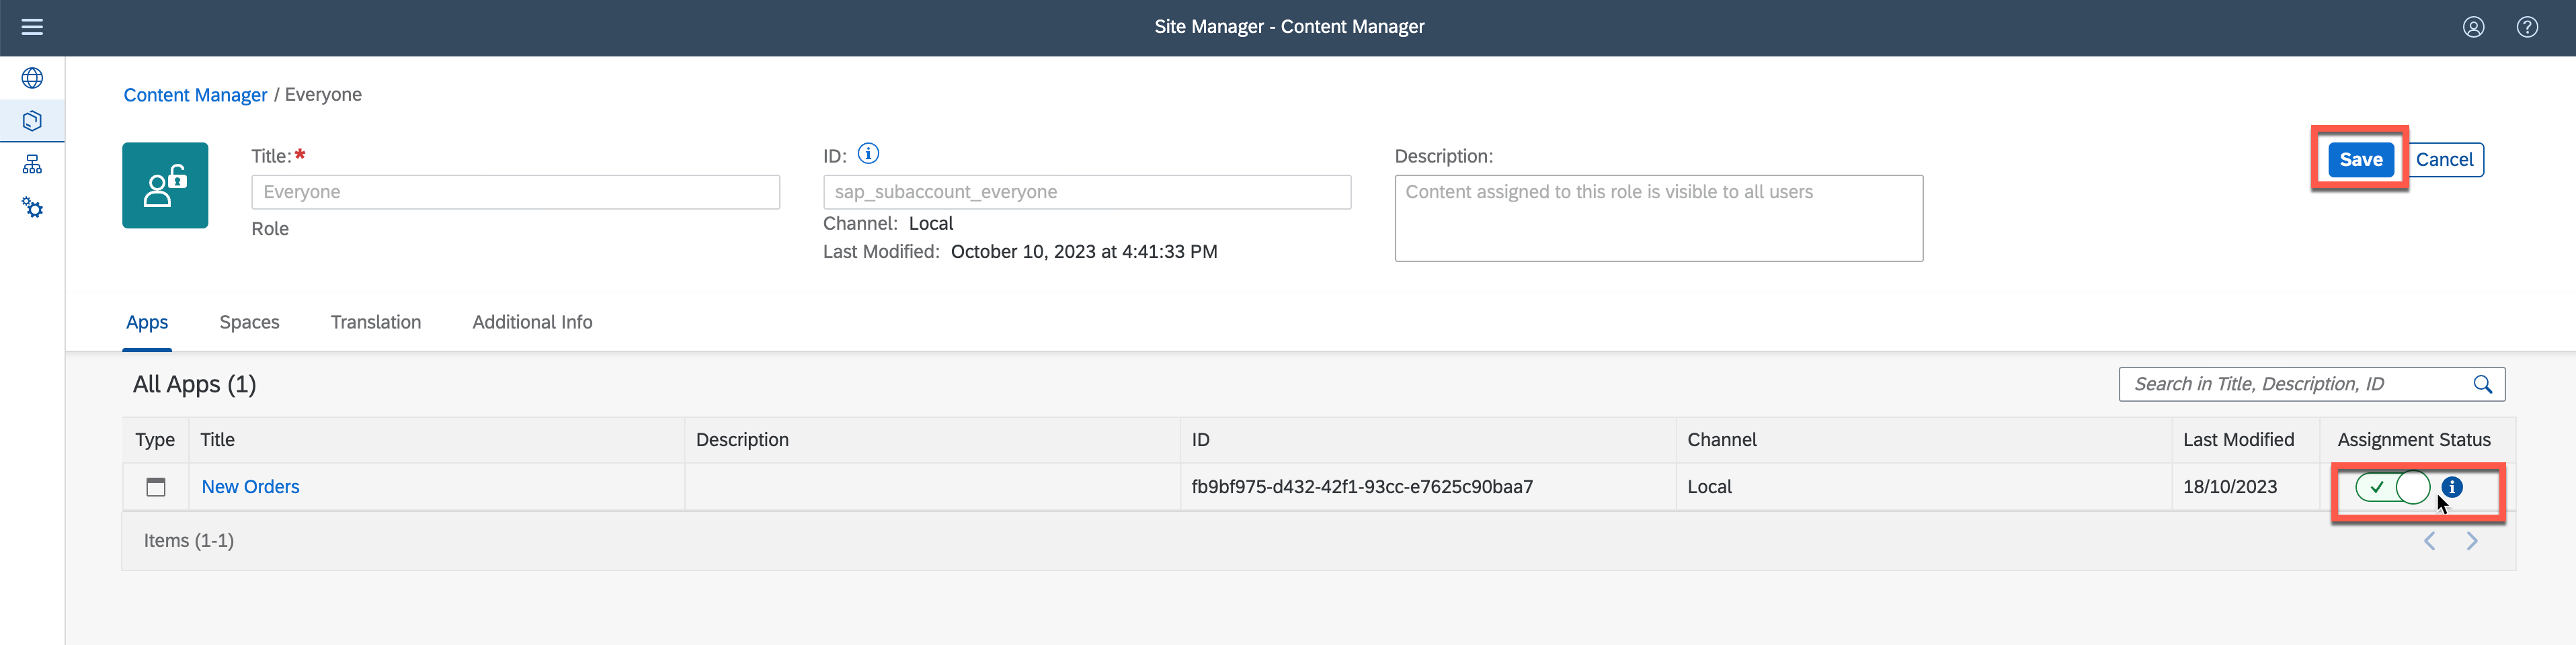 Site Manager - Content Manager
Content Manager / Everyone
Title:*
Everyone
Role
ID:
sap_subaccount_everyone
Channel: Local
Last Modified: October 10, 2023 at 4:41:33 PM
Description:
Content assigned to this role is visible to all users
Save
Cancel
Apps Spaces Translation Additional Info
All Apps (1)
Search in Title, Description, ID
Type Title Description ID Channel Last Modified Assignment Status
New Orders fb9bf975-d432-42f1-93cc-e7625c90baa7 Local 18/10/2023
Items (1-1)